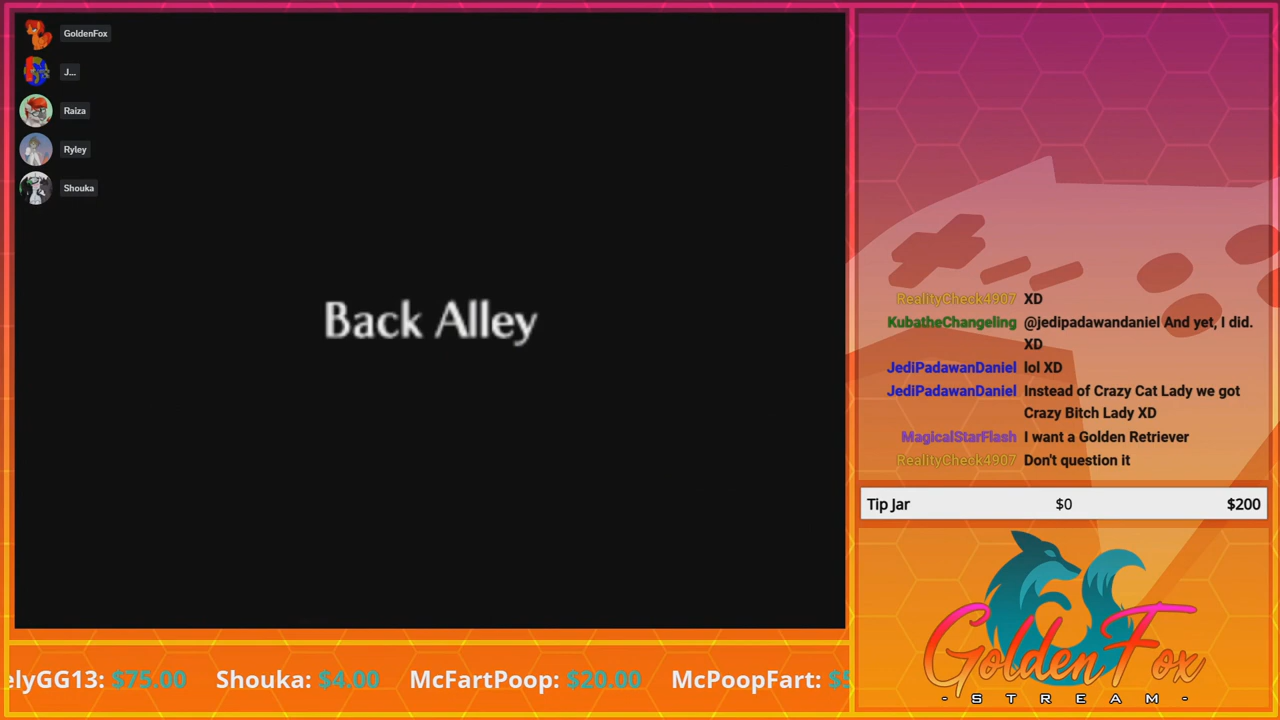 GoldenFox
J...
Raiza
Ryley
Shouka
Back Alley
RealityCheck4907 XD
KubatheChangeling @jedipadawandaniel And yet, I did.
XD
JediPadawanDaniel lol XD
JediPadawanDaniel Instead of Crazy Cat Lady we got
Crazy Bitch Lady XD
MagicalStarFlash I want a Golden Retriever
RealityCheck4907 Don't question it
Tip Jar $0 $200
elyGG13: $75.00 Shouka: $4.00 McFartPoop: $20.00 McPoopFart:
GoldenFox
- STREAM -